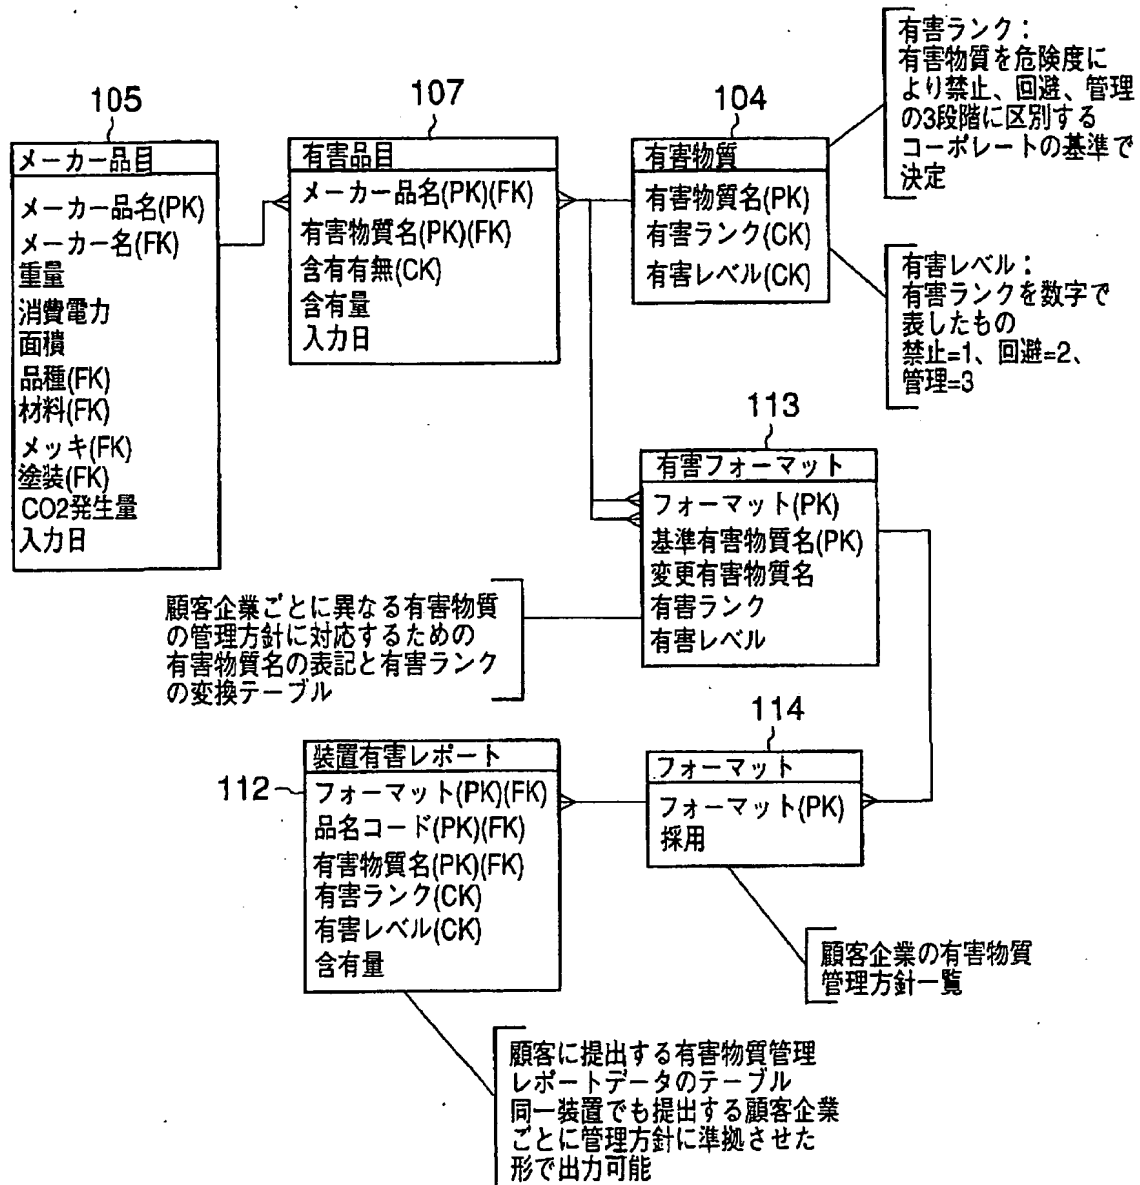 105
メーカー品目
メーカー品名(PK)
メーカー名(FK)
重量
消費電力
面積
品種(FK)
材料(FK)
メッキ(FK)
塗装(FK)
CO2発生量
入力日
107
有害品目
メーカー品名(PK)(FK)
有害物質名(PK)(FK)
含有有無(CK)
含有量
入力日
104
有害物質
有害物質名(PK)
有害ランク(CK)
有害レベル(CK)
有害ランク：
有害物質を危険度に
より禁止、回避、管理
の3段階に区別する
コーポレートの基準で
決定
有害レベル：
有害ランクを数字で
表したもの
禁止=1、回避=2、
管理=3
113
有害フォーマット
フォーマット(PK)
基準有害物質名(PK)
変更有害物質名
有害ランク
有害レベル
顧客企業ごとに異なる有害物質
の管理方針に対応するための
有害物質名の表記と有害ランク
の変換テーブル
112
装置有害レポート
フォーマット(PK)(FK)
品名コード(PK)(FK)
有害物質名(PK)(FK)
有害ランク(CK)
有害レベル(CK)
含有量
114
フォーマット
フォーマット(PK)
採用
顧客企業の有害物質
管理方針一覧
顧客に提出する有害物質管理
レポートデータのテーブル
同一装置でも提出する顧客企業
ごとに管理方針に準拠させた
形で出力可能